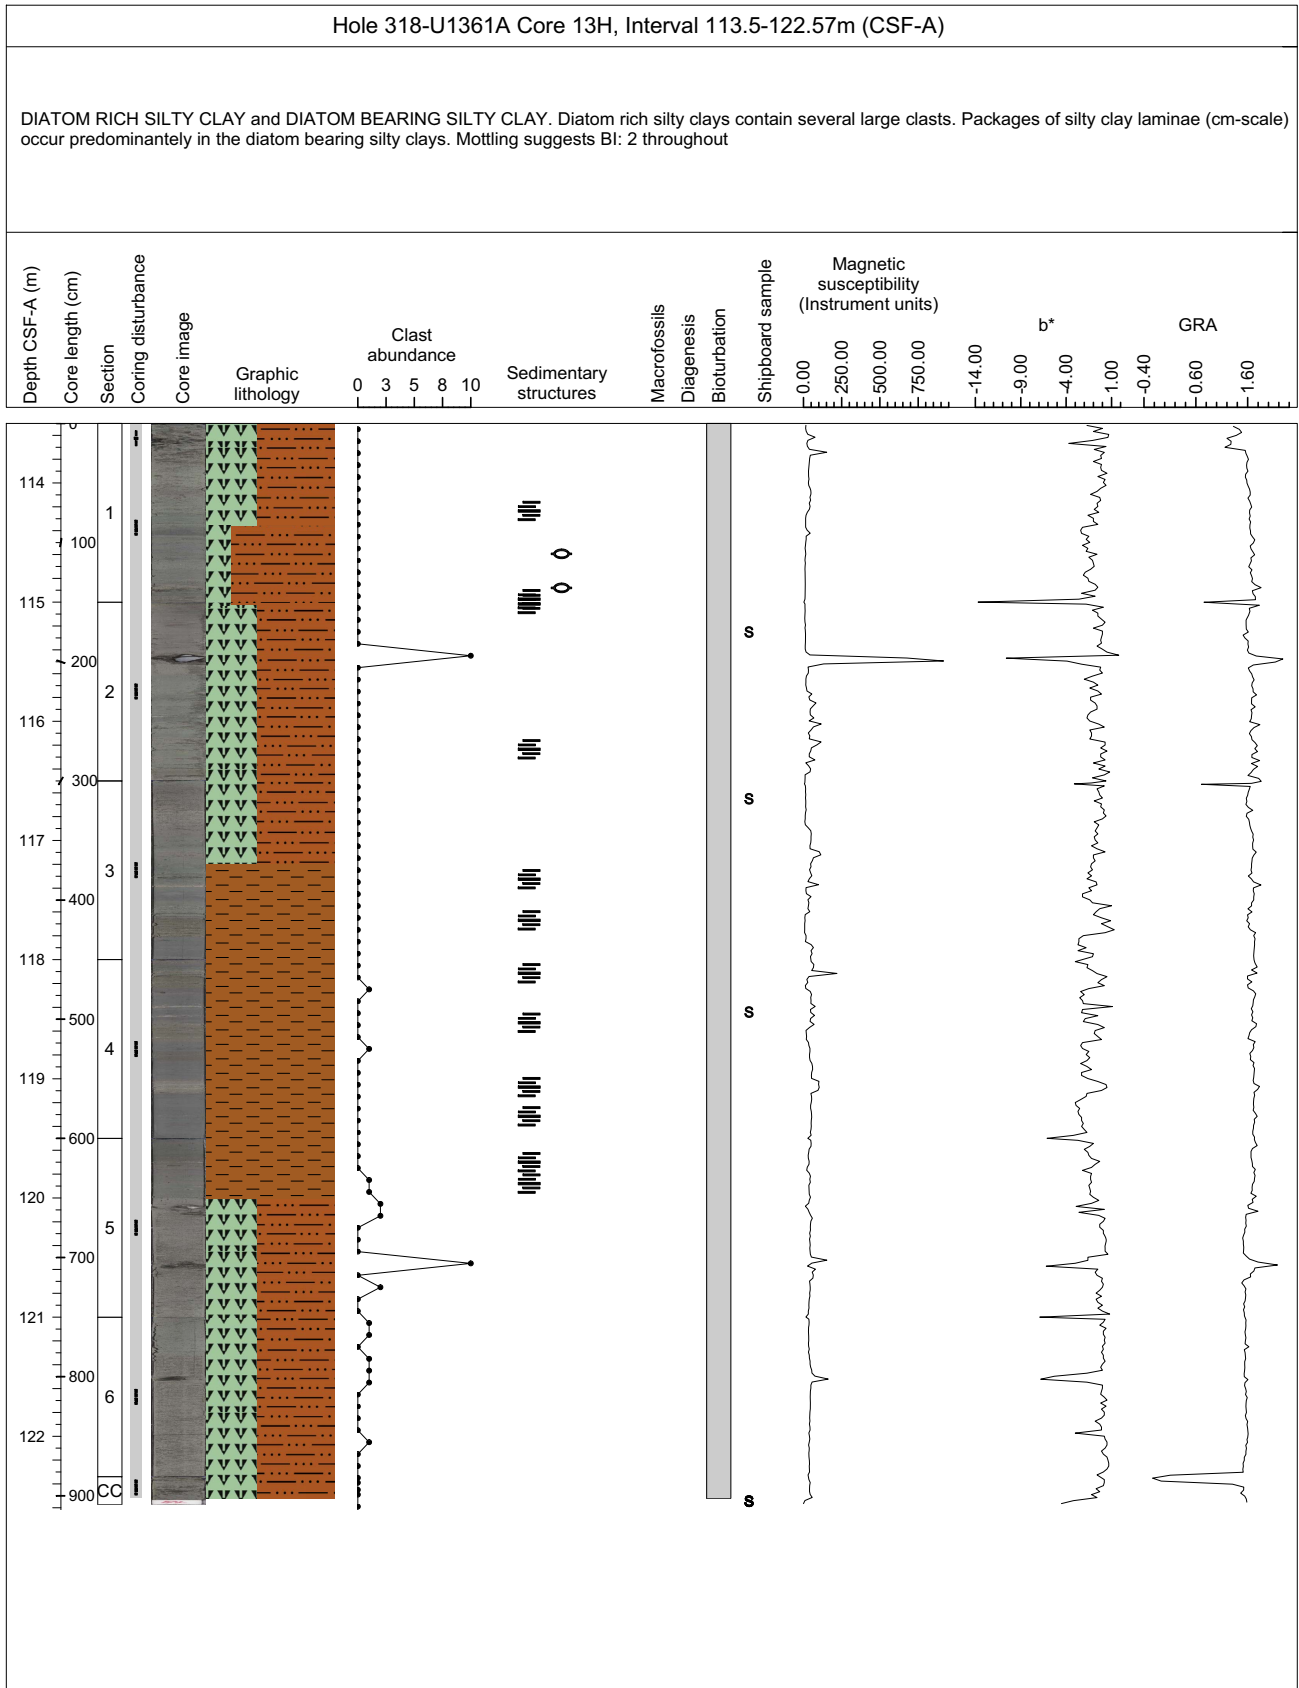 Hole 318-U1361A Core 13H, Interval 113.5-122.57m (CSF-A)
DIATOM RICH SILTY CLAY and DIATOM BEARING SILTY CLAY. Diatom rich silty clays contain several large clasts. Packages of silty clay laminae (cm-scale)
occur predominantely in the diatom bearing silty clays. Mottling suggests BI: 2 throughout
Depth CSF-A (m)
Core length (cm)
Section
Coring disturbance
Core image
Graphic
lithology
Clast
abundance
0 3 5 8 10
Sedimentary
structures
Macrofossils
Diagenesis
Bioturbation
Shipboard sample
Magnetic
susceptibility
(Instrument units)
0.00
250.00
500.00
750.00
b*
-14.00
-9.00
-4.00
1.00
GRA
-0.40
0.60
1.60
0
114
1
100
115
S
200
2
116
300
S
117
3
400
118
500
S
4
119
600
120
5
700
121
800
6
122
900
CC
S